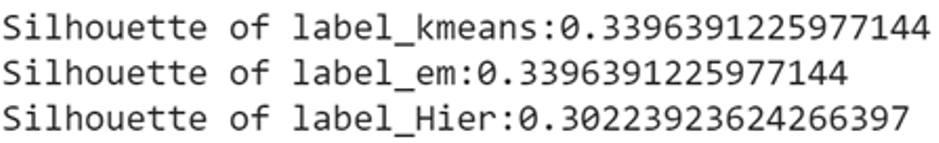 Silhouette of label_kmeans:0.3396391225977144
Silhouette of label_em:0.3396391225977144
Silhouette of label_Hier:0.30223923624266397